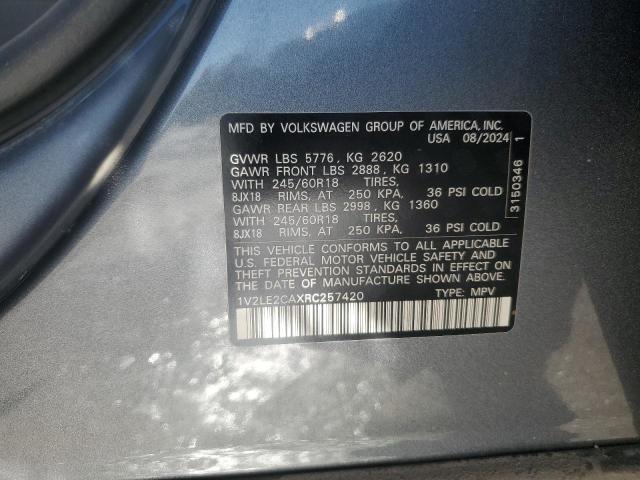 MFD BY VOLKSWAGEN GROUP OF AMERICA, INC.
USA 08/2024
GVWR LBS 5776, KG 2620
GAWR FRONT LBS 2888, KG 1310
WITH 245/60R18 TIRES,
8JX18 RIMS, AT 250 KPA, 36 PSI COLD
GAWR REAR LBS 2998, KG 1360
WITH 245/60R18 TIRES,
8JX18 RIMS, AT 250 KPA, 36 PSI COLD
THIS VEHICLE CONFORMS TO ALL APPLICABLE
U.S. FEDERAL MOTOR VEHICLE SAFETY AND
THEFT PREVENTION STANDARDS IN EFFECT ON
THE DATE OF MANUFACTURE SHOWN ABOVE.
1V2LE2CAXRC257420 TYPE: MPV
3150346 1